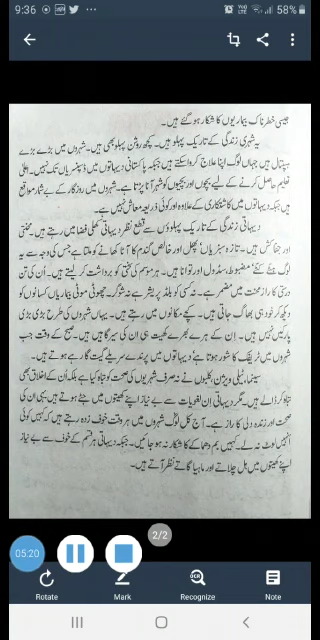 9:36
58%
جیسی خطرناک بیماریوں کا شکار ہو گئے ہیں۔
یہ شہری زندگی کے تاریک پہلو ہیں۔ کچھ روشن پہلو بھی ہیں۔ شہروں میں بڑے بڑے
ہسپتال ہیں جہاں لوگ اپنا علاج کروا سکتے ہیں جبکہ پاکستانی دیہاتوں میں ڈسپنسریاں تک نہیں۔ اعلیٰ
تعلیم حاصل کرنے کے لیے بچوں اور بچیوں کو شہر آنا پڑتا ہے۔ شہروں میں روزگار کے بے شمار مواقع
ہیں جبکہ دیہاتوں میں کاشتکاری کے علاوہ اور کوئی ذریعہ معاش نہیں ہے۔
دیہاتی زندگی کے تاریک پہلوؤں سے قطع نظر دیہاتی کھلی فضا میں رہتے ہیں۔ محنتی
اور جفاکش ہیں۔ تازہ سبزیاں، پھل اور خالص گندم کا آٹا کھانے کو ملتا ہے جس کی وجہ سے یہ
لوگ ہٹے کٹے، مضبوط، سڈول اور توانا ہیں۔ ہر موسم کی سختی کو برداشت کر لیتے ہیں۔ ان کی تن
درستی کا راز محنت میں مضمر ہے۔ نہ کسی کو بلڈ پریشر ہے نہ شوگر۔ چھوٹی موٹی بیماریاں کسانوں کو
دیکھ کر خود ہی بھاگ جاتی ہیں۔ کچے مکانوں میں رہتے ہیں۔ یہاں شہروں کی طرح بڑی بڑی
پارکیں نہیں ہیں۔ ان کے ہرے بھرے کھیت ہی ان کی سیر گاہیں ہیں۔ صبح کے وقت جب
شہروں میں ٹریفک کا شور ہوتا ہے دیہاتوں میں پرندے سریلے گیت گا رہے ہوتے ہیں۔
سینما، ٹیلی ویژن، کلبوں نے نہ صرف شہریوں کی صحت کو تباہ کیا ہے بلکہ اُن کے اخلاق بھی
تباہ کر ڈالے ہیں۔ مگر دیہاتی ان لغویات سے بے نیاز اپنے کھیتوں میں جتے ہوتے ہیں یہی ان کی
صحت اور زندہ دلی کا راز ہے۔ آج کل لوگ شہروں میں ہر وقت خوف زدہ رہتے ہیں کہ کہیں کوئی
انہیں لوٹ نہ لے۔ کہیں بم دھماکے کا شکار نہ ہو جائیں۔ جبکہ دیہاتی ہر قسم کے خوف سے بے نیاز
اپنے کھیتوں میں ہل چلاتے اور ماہیا گاتے نظر آتے ہیں۔
2/2
05:20
Rotate
Mark
OCR
Recognize
Note